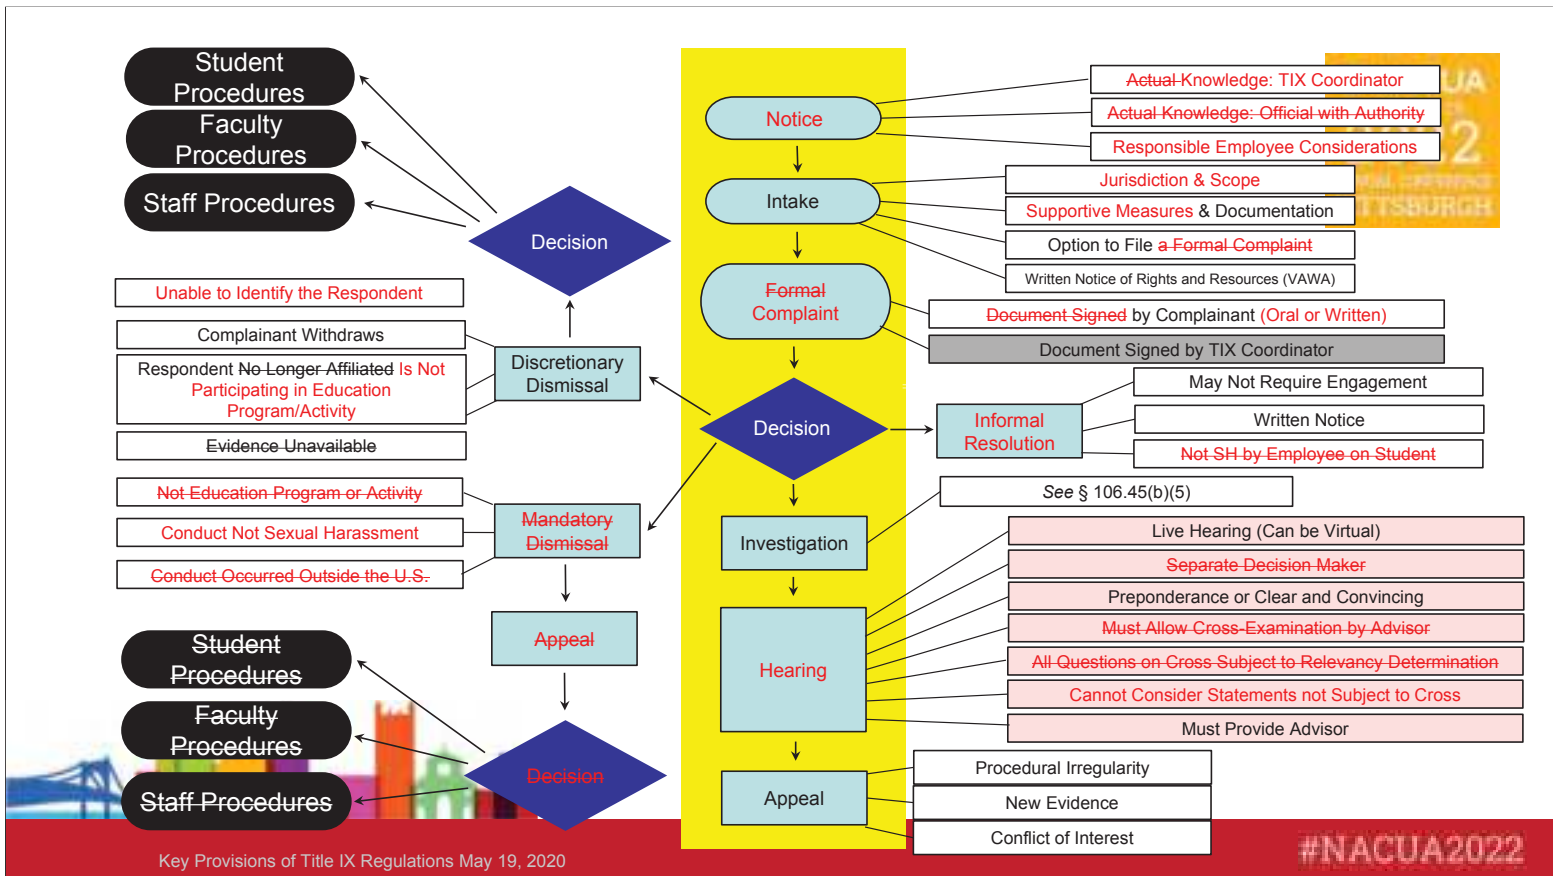 Student
Procedures
Faculty
Procedures
Staff Procedures
Decision
Unable to Identify the Respondent
Complainant Withdraws
Respondent No Longer Affiliated Is Not
Participating in Education
Program/Activity
Evidence Unavailable
Discretionary
Dismissal
Not Education Program or Activity
Conduct Not Sexual Harassment
Conduct Occurred Outside the U.S.
Mandatory
Dismissal
Appeal
Student
Procedures
Faculty
Procedures
Staff Procedures
Decision
Notice
Actual Knowledge: TIX Coordinator
Actual Knowledge: Official with Authority
Responsible Employee Considerations
Intake
Jurisdiction & Scope
Supportive Measures & Documentation
Option to File a Formal Complaint
Written Notice of Rights and Resources (VAWA)
Formal
Complaint
Document Signed by Complainant (Oral or Written)
Document Signed by TIX Coordinator
Decision
Informal
Resolution
May Not Require Engagement
Written Notice
Not SH by Employee on Student
Investigation
See § 106.45(b)(5)
Hearing
Live Hearing (Can be Virtual)
Separate Decision Maker
Preponderance or Clear and Convincing
Must Allow Cross-Examination by Advisor
All Questions on Cross Subject to Relevancy Determination
Cannot Consider Statements not Subject to Cross
Must Provide Advisor
Appeal
Procedural Irregularity
New Evidence
Conflict of Interest
Key Provisions of Title IX Regulations May 19, 2020
#NACUA2022